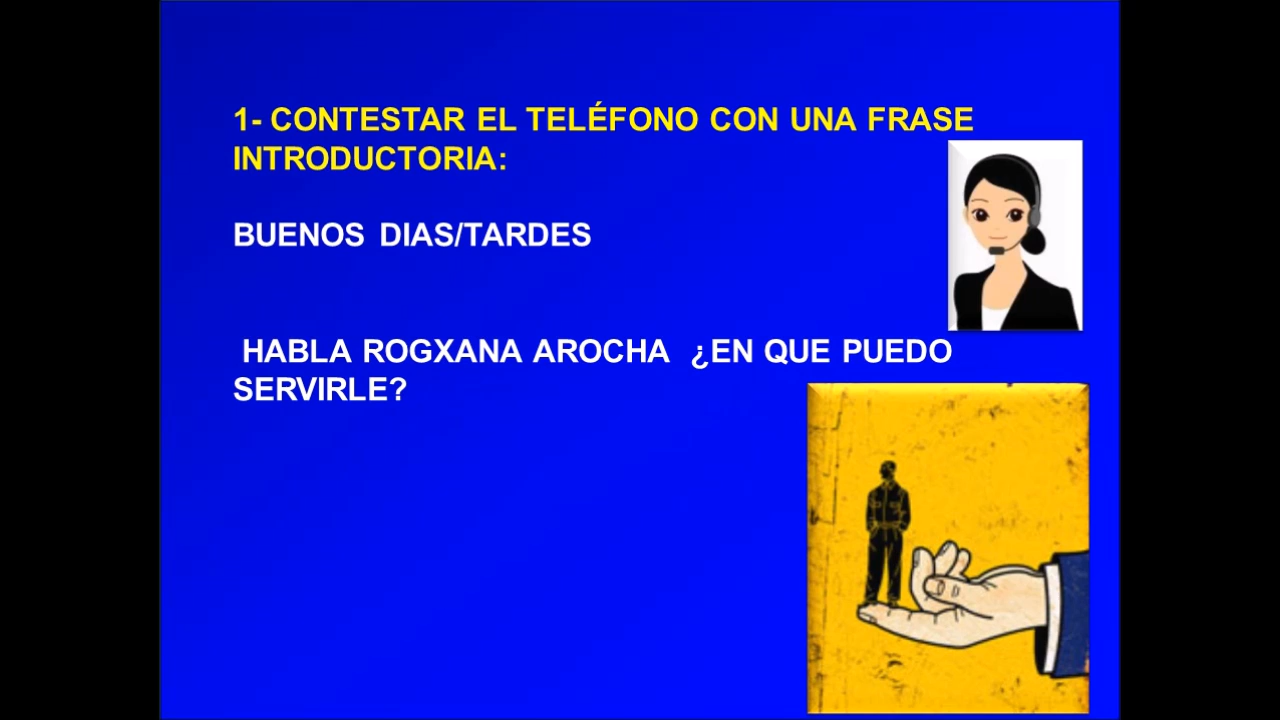 1- CONTESTAR EL TELÉFONO CON UNA FRASE
INTRODUCTORIA:
BUENOS DIAS/TARDES
HABLA ROGXANA AROCHA ¿EN QUE PUEDO
SERVIRLE?